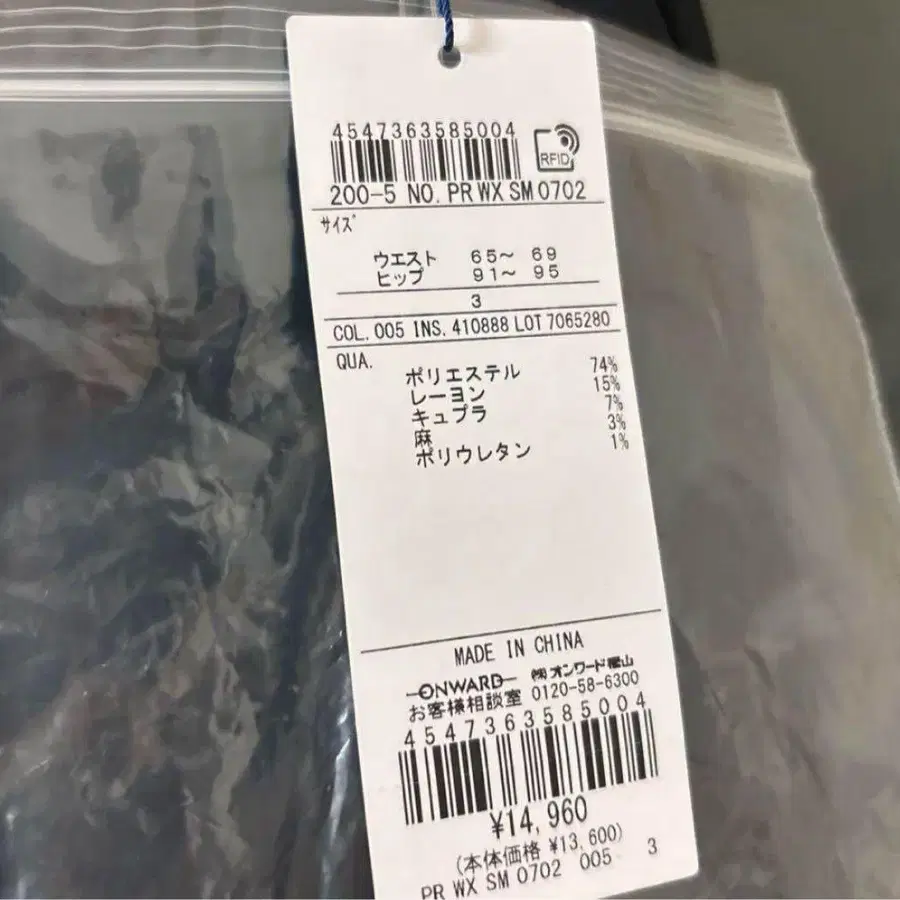 4547363585004
RFID
200-5 NO. PR WX SM 0702
サイズ
ウエスト 65～ 69
ヒップ 91～ 95
3
COL. 005 INS. 410888 LOT 7065280
QUA.
ポリエステル 74%
レーヨン 15%
キュプラ 7%
麻 3%
ポリウレタン 1%
MADE IN CHINA
ONWARD ㈱オンワード樫山
お客様相談室 0120-58-6300
4547363585004
¥14,960
(本体価格 ¥13,600)
PR WX SM 0702 005 3